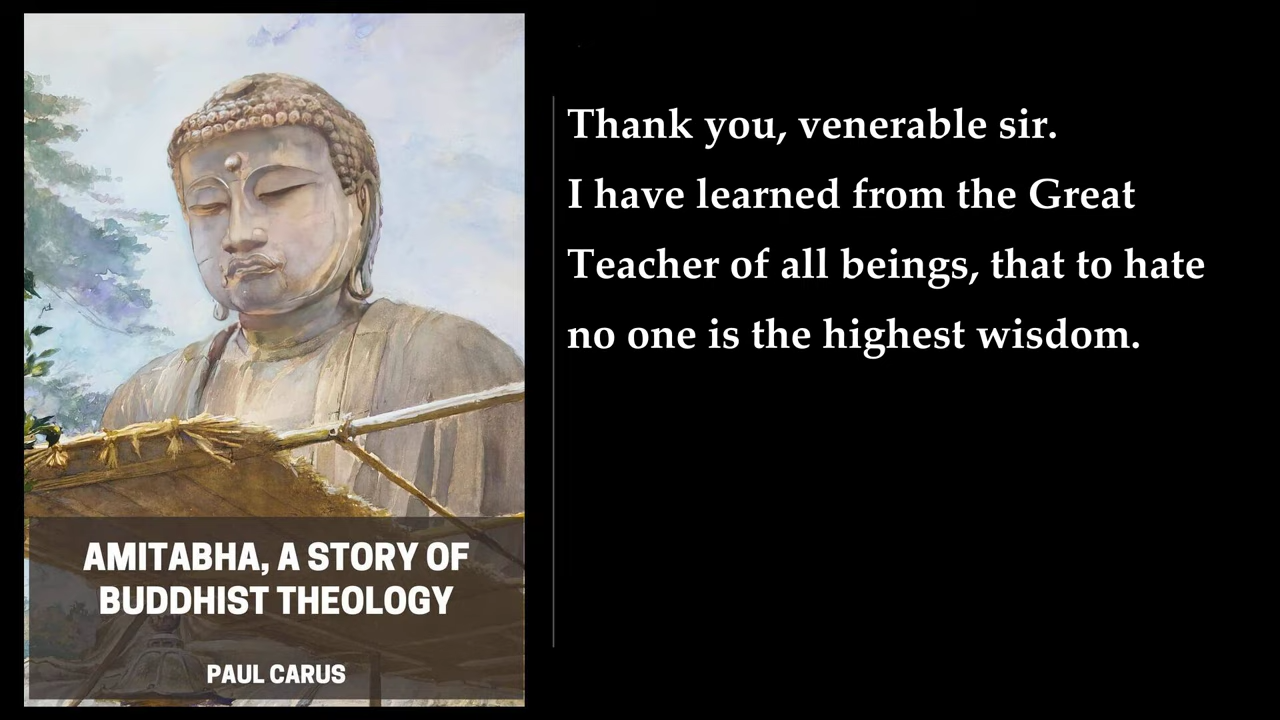 Thank you, venerable sir.
I have learned from the Great
Teacher of all beings, that to hate
no one is the highest wisdom.
AMITABHA, A STORY OF
BUDDHIST THEOLOGY
PAUL CARUS